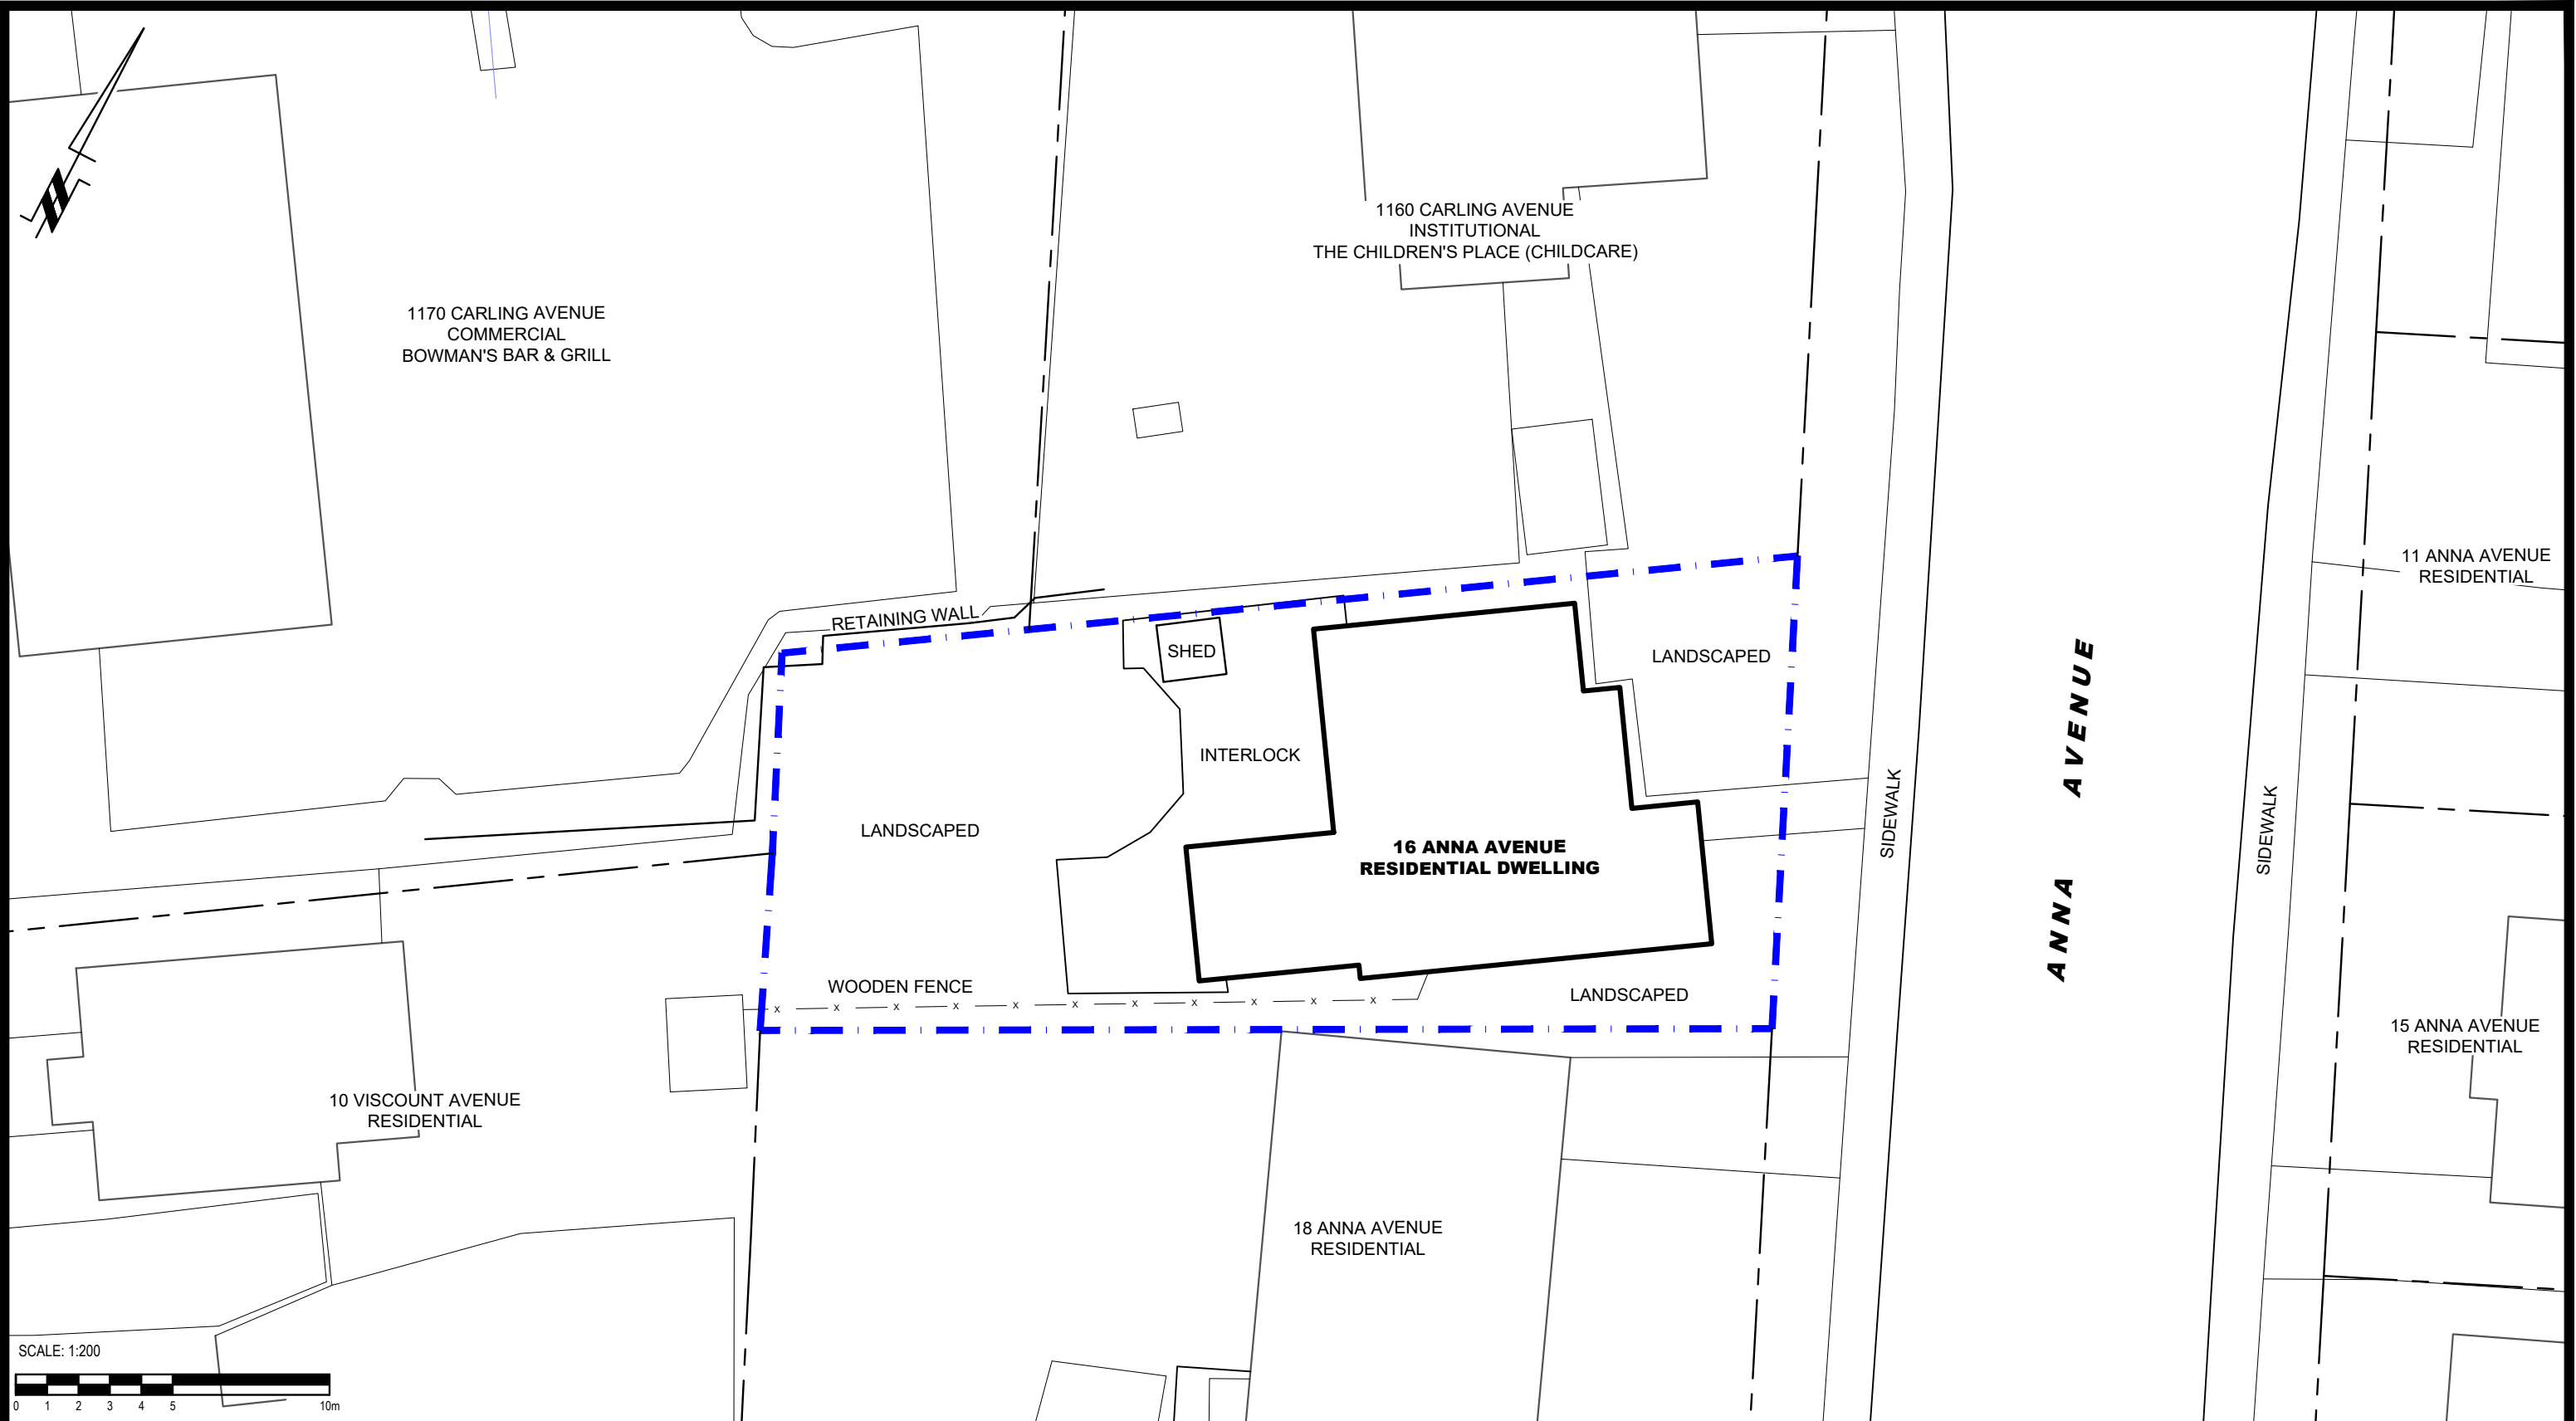 1160 CARLING AVENUE
INSTITUTIONAL
THE CHILDREN'S PLACE (CHILDCARE)
1170 CARLING AVENUE
COMMERCIAL
BOWMAN'S BAR & GRILL
11 ANNA AVENUE
RESIDENTIAL
RETAINING WALL
SHED
LANDSCAPED
INTERLOCK
ANNA AVENUE
SIDEWALK
SIDEWALK
LANDSCAPED
16 ANNA AVENUE
RESIDENTIAL DWELLING
WOODEN FENCE
x x x x x x x x x x x
LANDSCAPED
15 ANNA AVENUE
RESIDENTIAL
10 VISCOUNT AVENUE
RESIDENTIAL
18 ANNA AVENUE
RESIDENTIAL
SCALE: 1:200
0 1 2 3 4 5 10m